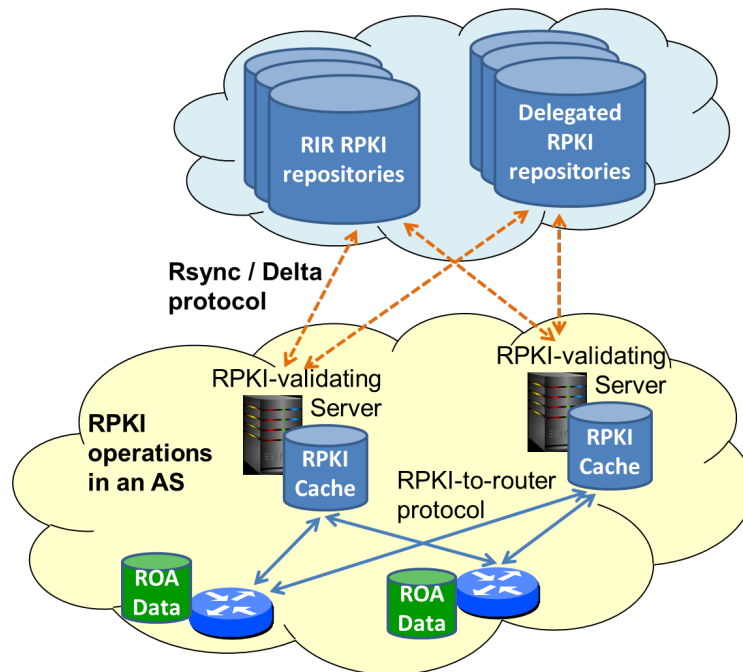 RIR RPKI
repositories
Delegated
RPKI
repositories
Rsync / Delta
protocol
RPKI-validating
Server
RPKI-validating
Server
RPKI
operations
in an AS
RPKI
Cache
RPKI
Cache
RPKI-to-router
protocol
ROA
Data
ROA
Data